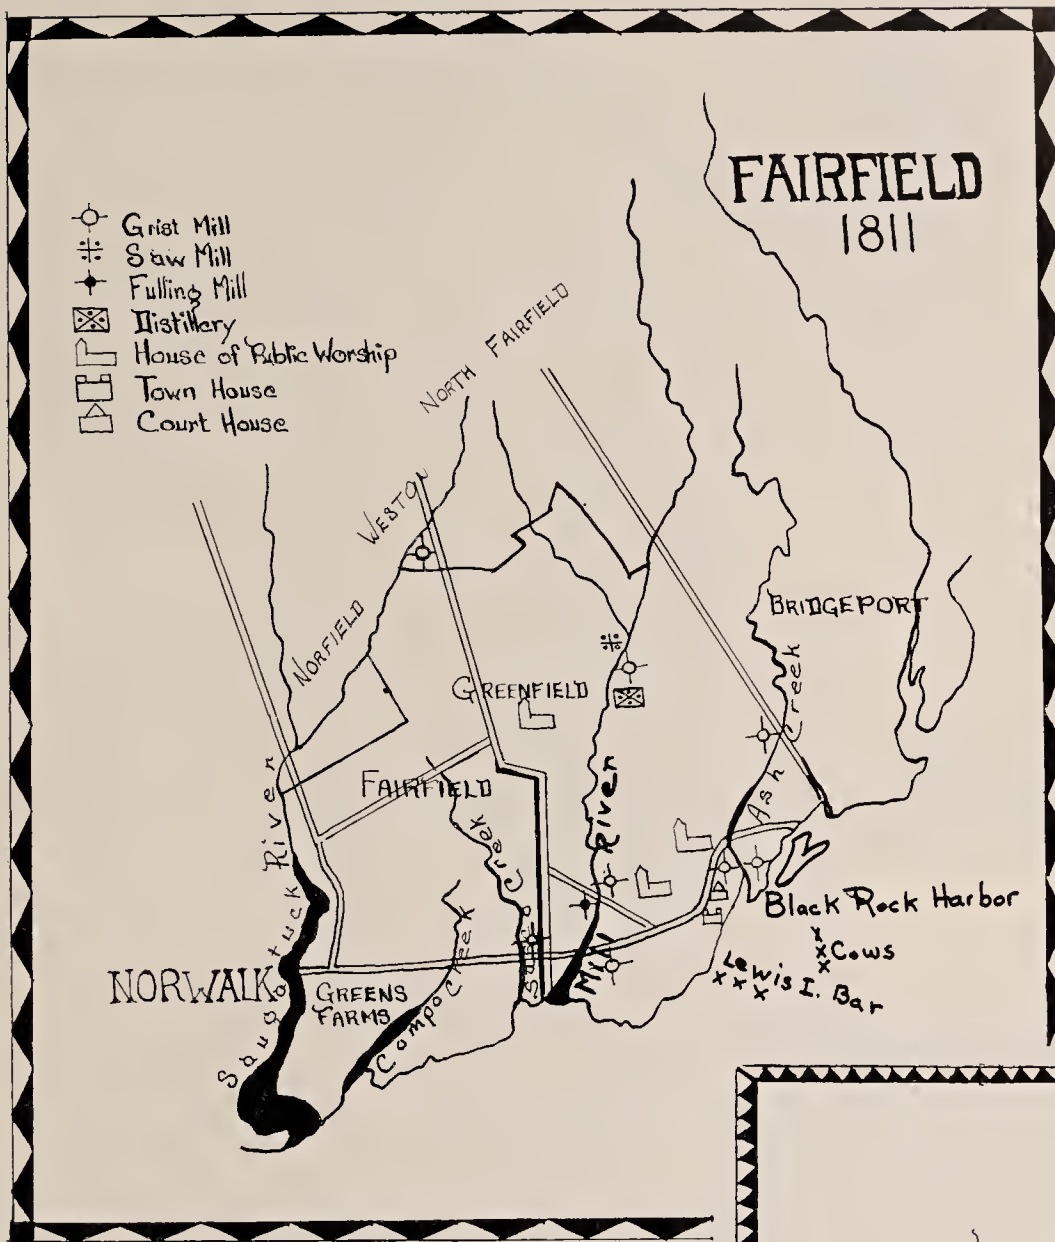 FAIRFIELD
1811
Grist Mill
Saw Mill
Fulling Mill
Distillery
House of Public Worship
Town House
Court House
NORTH FAIRFIELD
WESTON
NORFIELD
BRIDGEPORT
GREENFIELD
FAIRFIELD
Ash Creek
Saugatuck River
Mill River
Sasco Creek
Compo Creek
Black Rock Harbor
Cows
Lewis I. Bar
NORWALK
GREENS
FARMS